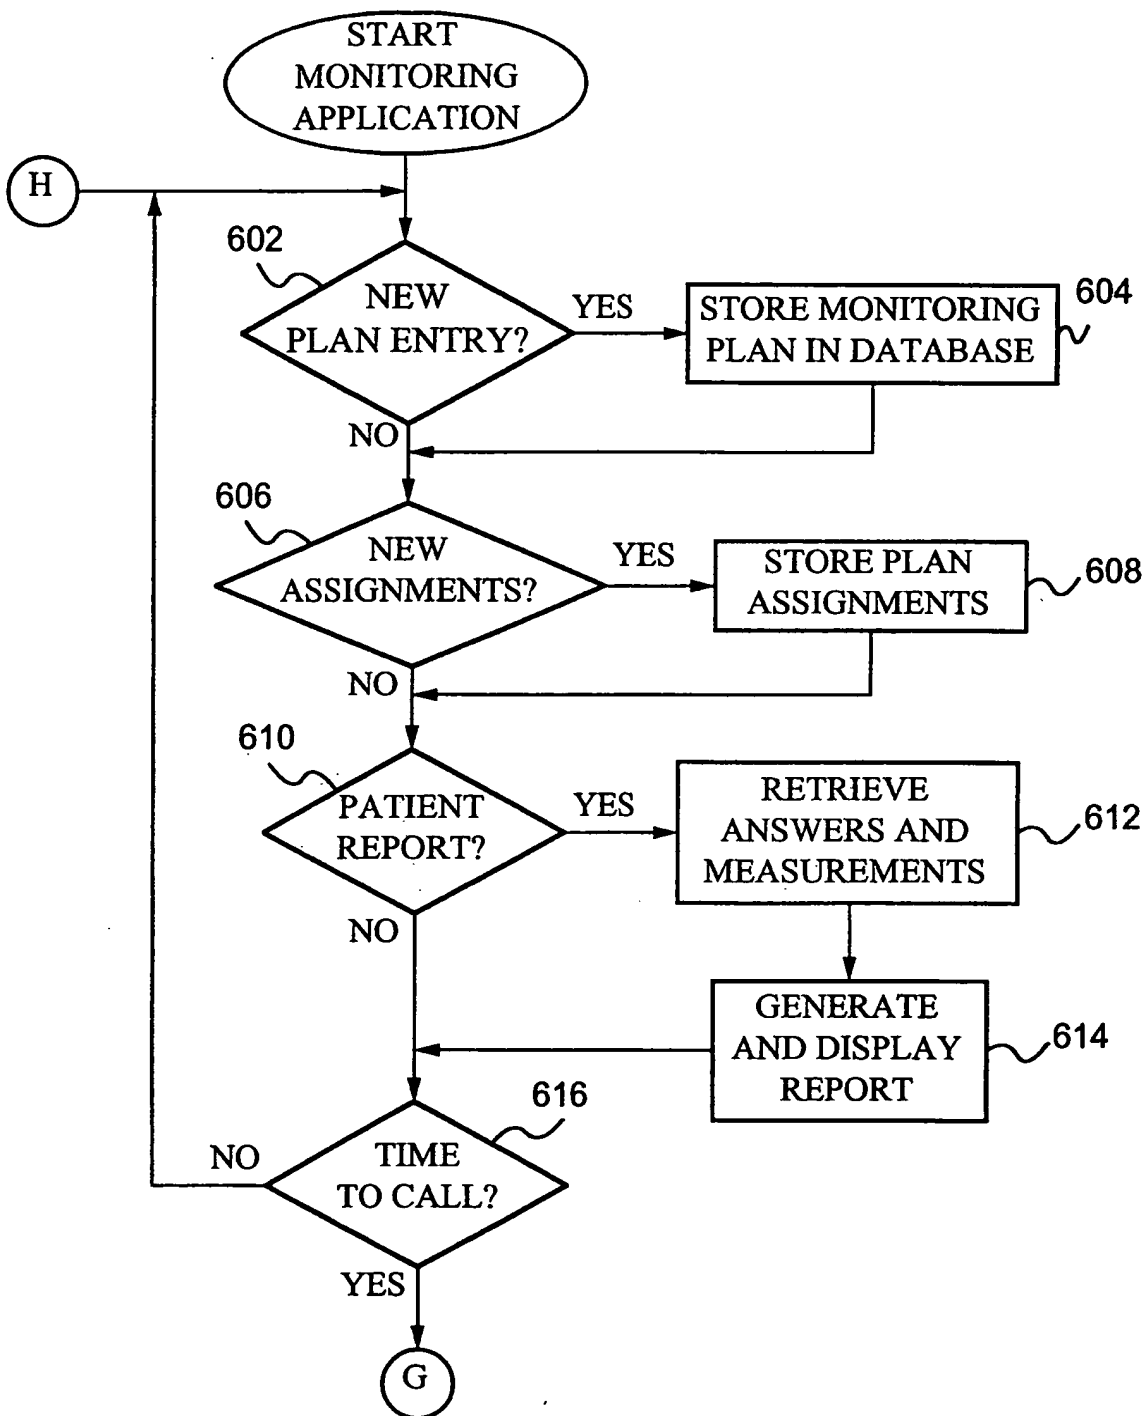 START
MONITORING
APPLICATION
H
602
NEW
PLAN ENTRY?
YES
STORE MONITORING
PLAN IN DATABASE
604
NO
606
NEW
ASSIGNMENTS?
YES
STORE PLAN
ASSIGNMENTS
608
NO
610
PATIENT
REPORT?
YES
RETRIEVE
ANSWERS AND
MEASUREMENTS
612
NO
GENERATE
AND DISPLAY
REPORT
614
616
TIME
TO CALL?
NO
YES
G